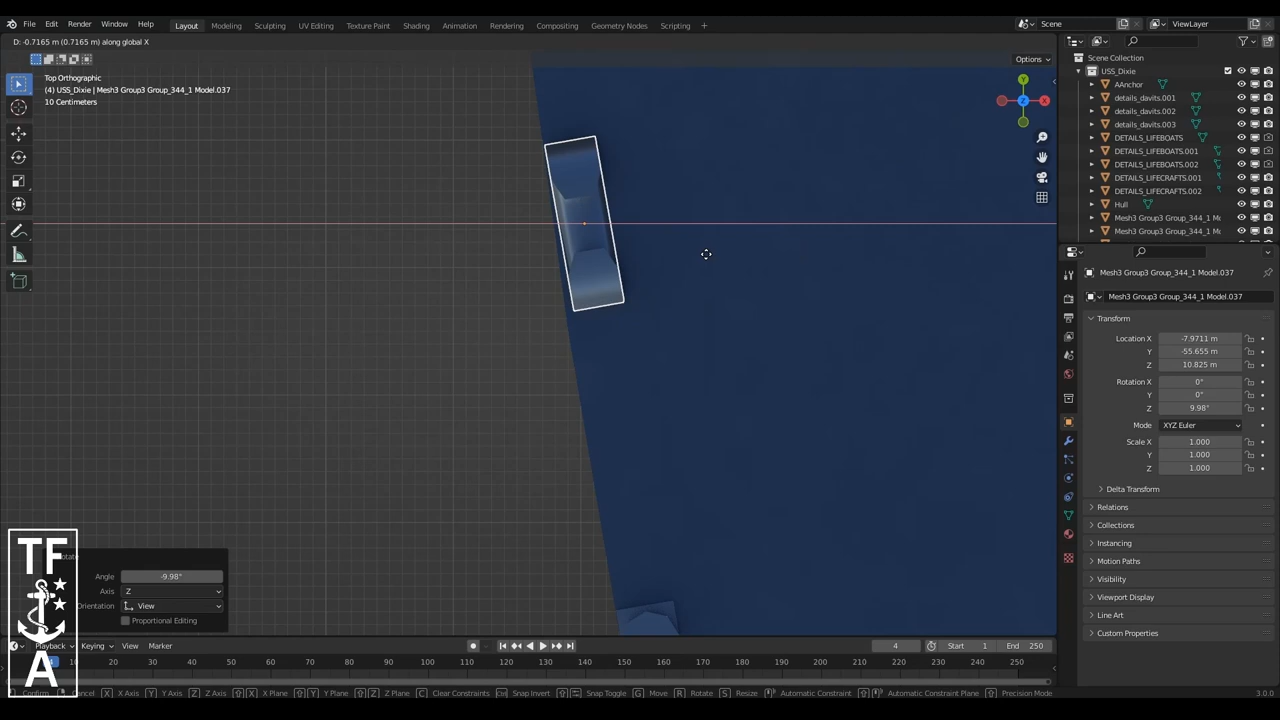 File Edit Render Window Help
Layout Modeling Sculpting UV Editing Texture Paint Shading Animation Rendering Compositing Geometry Nodes Scripting +
Scene
ViewLayer
D: -0.7165 m (0.7165 m) along global X
Options
Top Orthographic
(4) USS_Dixie | Mesh3 Group3 Group_344_1 Model.037
10 Centimeters
Y
X
Z
Scene Collection
USS_Dixie
AAnchor
details_davits.001
details_davits.002
details_davits.003
DETAILS_LIFEBOATS
DETAILS_LIFEBOATS.001
DETAILS_LIFEBOATS.002
DETAILS_LIFECRAFTS.001
DETAILS_LIFECRAFTS.002
Hull
Mesh3 Group3 Group_344_1 Mo
Mesh3 Group3 Group_344_1 Mo
Mesh3 Group3 Group_344_1 Model.037
Mesh3 Group3 Group_344_1 Model.037
Transform
Location X -7.9711 m
Y -55.655 m
Z 10.825 m
Rotation X 0°
Y 0°
Z 9.98°
Mode XYZ Euler
Scale X 1.000
Y 1.000
Z 1.000
Delta Transform
Relations
Collections
Instancing
Motion Paths
Visibility
Viewport Display
Line Art
Custom Properties
Angle -9.98°
Axis Z
Orientation View
Proportional Editing
TF
A
Playback Keying View Marker
4
Start 1
End 250
10 20 30 40 50 60 70 80 90 100 110 120 130 140 150 160 170 180 190 200 210 220 230 240 250
Confirm Cancel X X Axis Y Y Axis Z Z Axis X X Plane Y Y Plane Z Z Plane C Clear Constraints Snap Invert Snap Toggle G Move R Rotate S Resize Automatic Constraint Automatic Constraint Plane Precision Mode
3.0.0